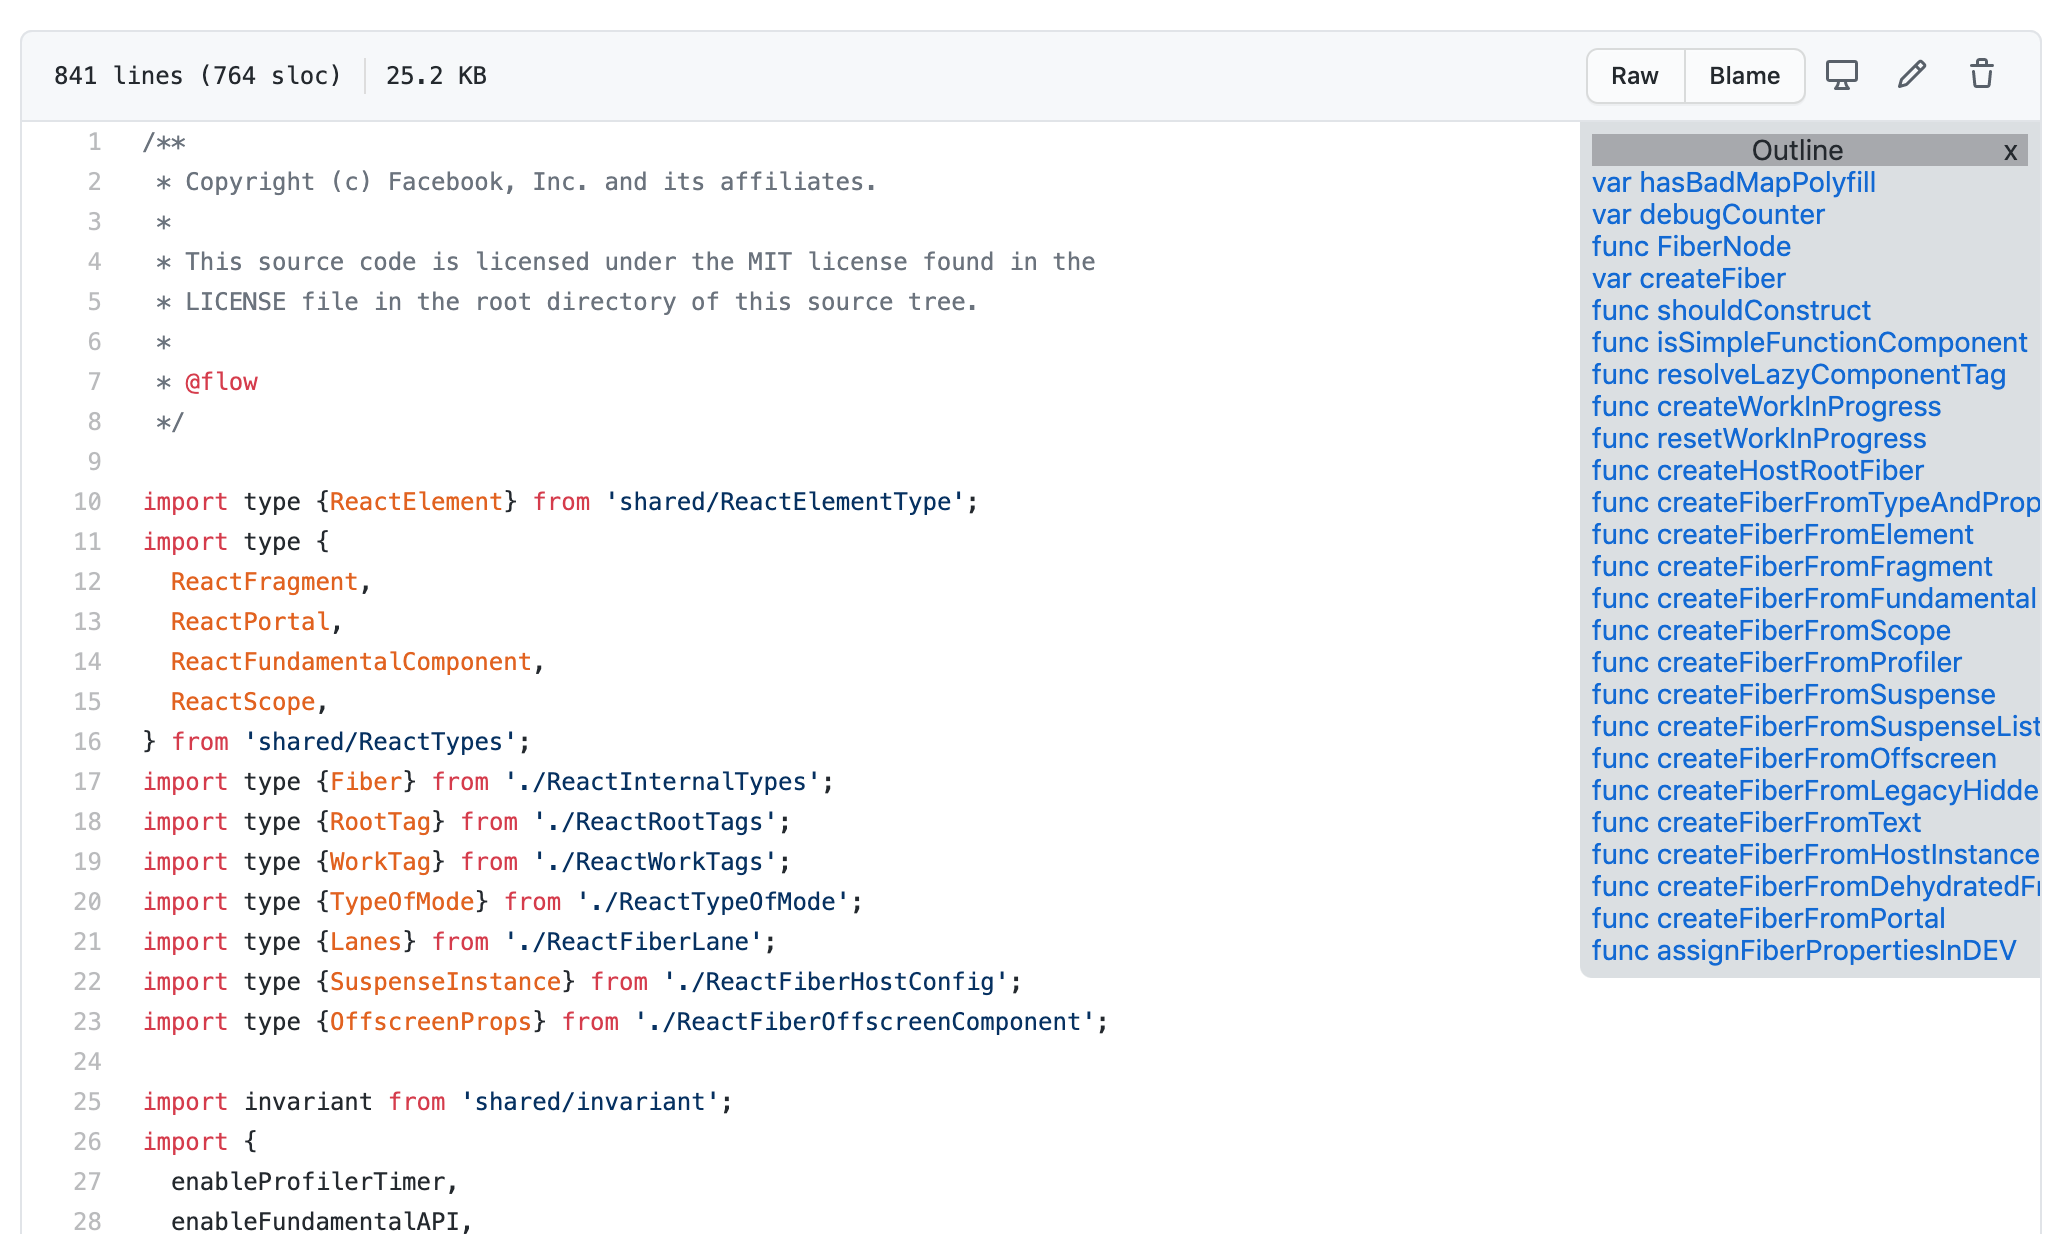 841 lines (764 sloc) 25.2 KB
Raw Blame
1 /**
2 * Copyright (c) Facebook, Inc. and its affiliates.
3 *
4 * This source code is licensed under the MIT license found in the
5 * LICENSE file in the root directory of this source tree.
6 *
7 * @flow
8 */
9
10 import type {ReactElement} from 'shared/ReactElementType';
11 import type {
12 ReactFragment,
13 ReactPortal,
14 ReactFundamentalComponent,
15 ReactScope,
16 } from 'shared/ReactTypes';
17 import type {Fiber} from './ReactInternalTypes';
18 import type {RootTag} from './ReactRootTags';
19 import type {WorkTag} from './ReactWorkTags';
20 import type {TypeOfMode} from './ReactTypeOfMode';
21 import type {Lanes} from './ReactFiberLane';
22 import type {SuspenseInstance} from './ReactFiberHostConfig';
23 import type {OffscreenProps} from './ReactFiberOffscreenComponent';
24
25 import invariant from 'shared/invariant';
26 import {
27 enableProfilerTimer,
28 enableFundamentalAPI,
Outline x
var hasBadMapPolyfill
var debugCounter
func FiberNode
var createFiber
func shouldConstruct
func isSimpleFunctionComponent
func resolveLazyComponentTag
func createWorkInProgress
func resetWorkInProgress
func createHostRootFiber
func createFiberFromTypeAndProp
func createFiberFromElement
func createFiberFromFragment
func createFiberFromFundamental
func createFiberFromScope
func createFiberFromProfiler
func createFiberFromSuspense
func createFiberFromSuspenseList
func createFiberFromOffscreen
func createFiberFromLegacyHidde
func createFiberFromText
func createFiberFromHostInstance
func createFiberFromDehydratedFr
func createFiberFromPortal
func assignFiberPropertiesInDEV